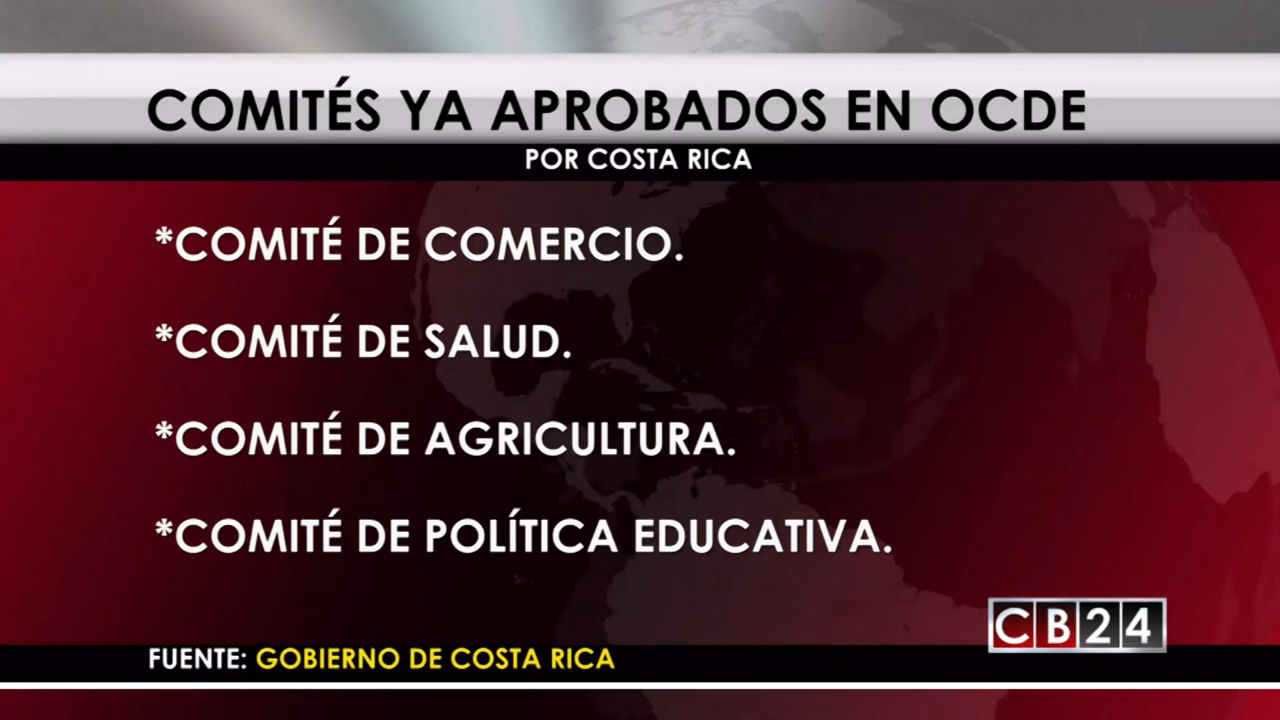 COMITÉS YA APROBADOS EN OCDE
POR COSTA RICA
*COMITÉ DE COMERCIO.
*COMITÉ DE SALUD.
*COMITÉ DE AGRICULTURA.
*COMITÉ DE POLÍTICA EDUCATIVA.
CB24
FUENTE: GOBIERNO DE COSTA RICA